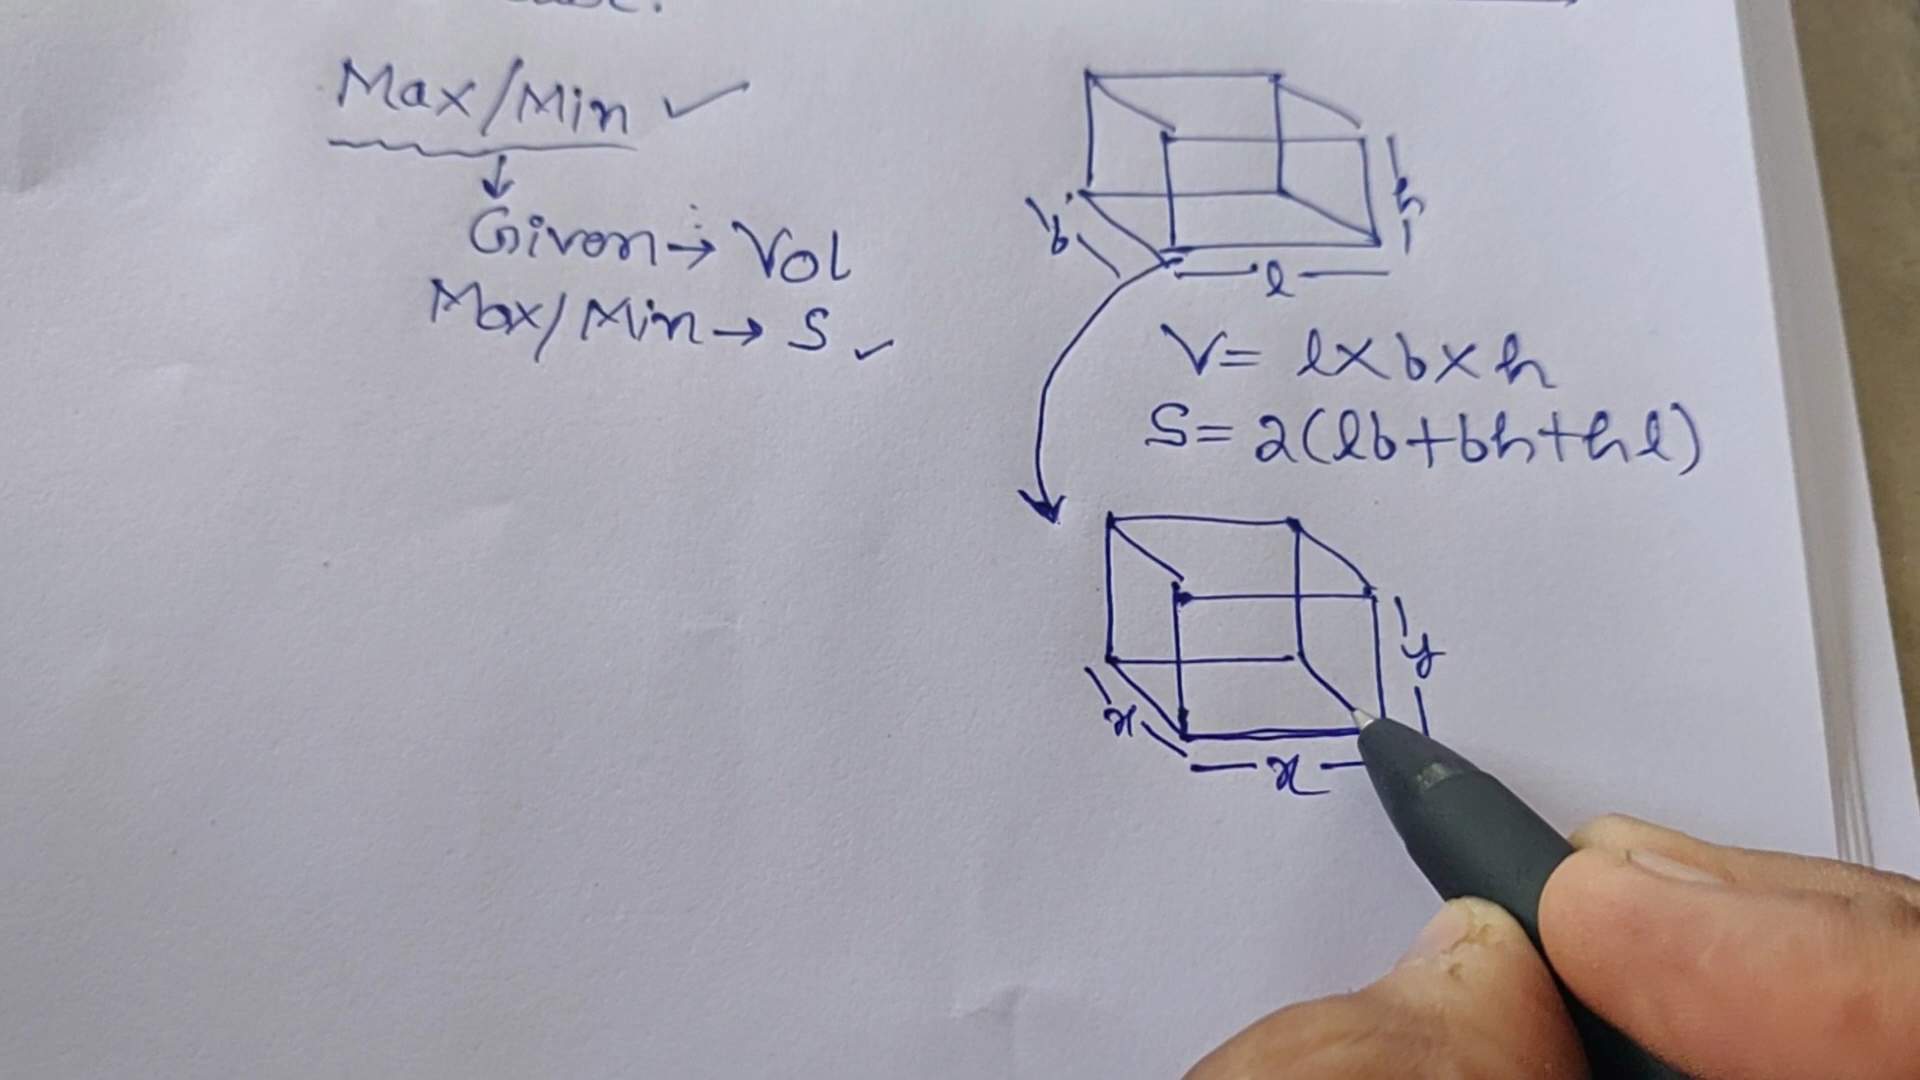 Max/Min ✓
Given → Vol
Max/Min → S ✓
b
h
l
V= l×b×h
S= 2(lb+bh+hl)
y
x
x